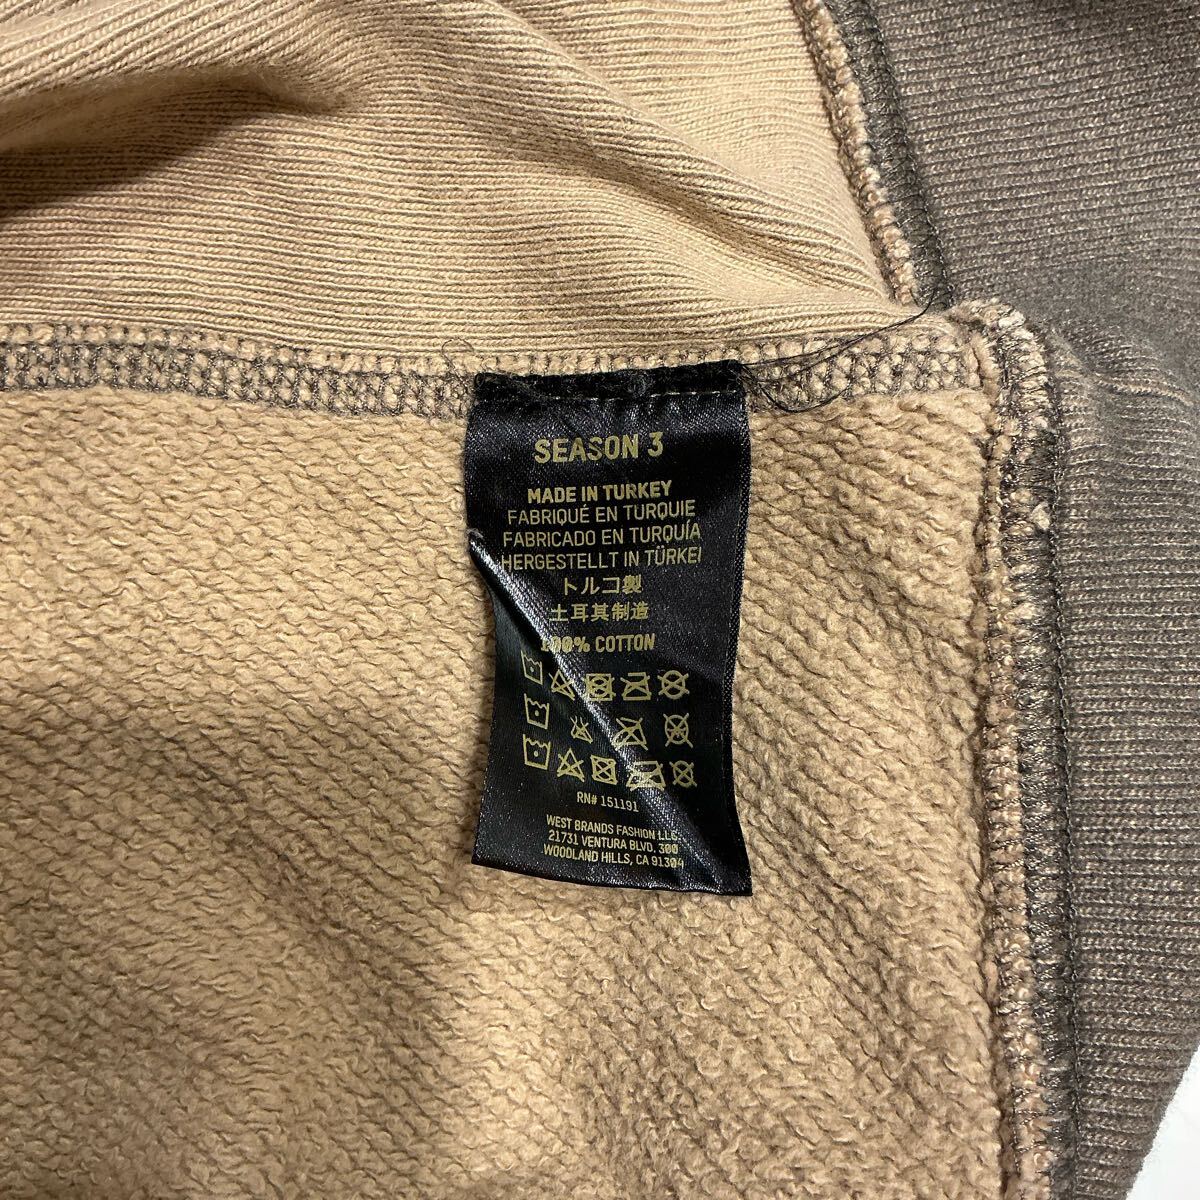 SEASON 3
MADE IN TURKEY
FABRIQUÉ EN TURQUIE
FABRICADO EN TURQUÍA
HERGESTELLT IN TÜRKEI
トルコ製
土耳其制造
100% COTTON
RN# 151191
WEST BRANDS FASHION LLC.
21731 VENTURA BLVD. 300
WOODLAND HILLS, CA 91304